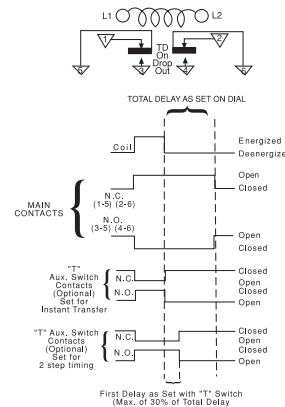 L1 L2
1 2
TD
On
Drop
Out
5 3 4 6
TOTAL DELAY AS SET ON DIAL
Coil
Energized
Deenergize
MAIN
CONTACTS
N.C.
(1-5) (2-6)
Open
Closed
N.O.
(3-5) (4-6)
Open
Closed
"T"
Aux. Switch
Contacts
(Optional)
Set for
Instant Transfer
N.C.
N.O.
Closed
Open
Closed
Open
"T" Aux. Switch
Contacts
(Optional)
Set for
2 step timing
N.C.
N.O.
Closed
Open
Closed
Open
First Delay as Set with "T" Switch
(Max. of 30% of Total Delay